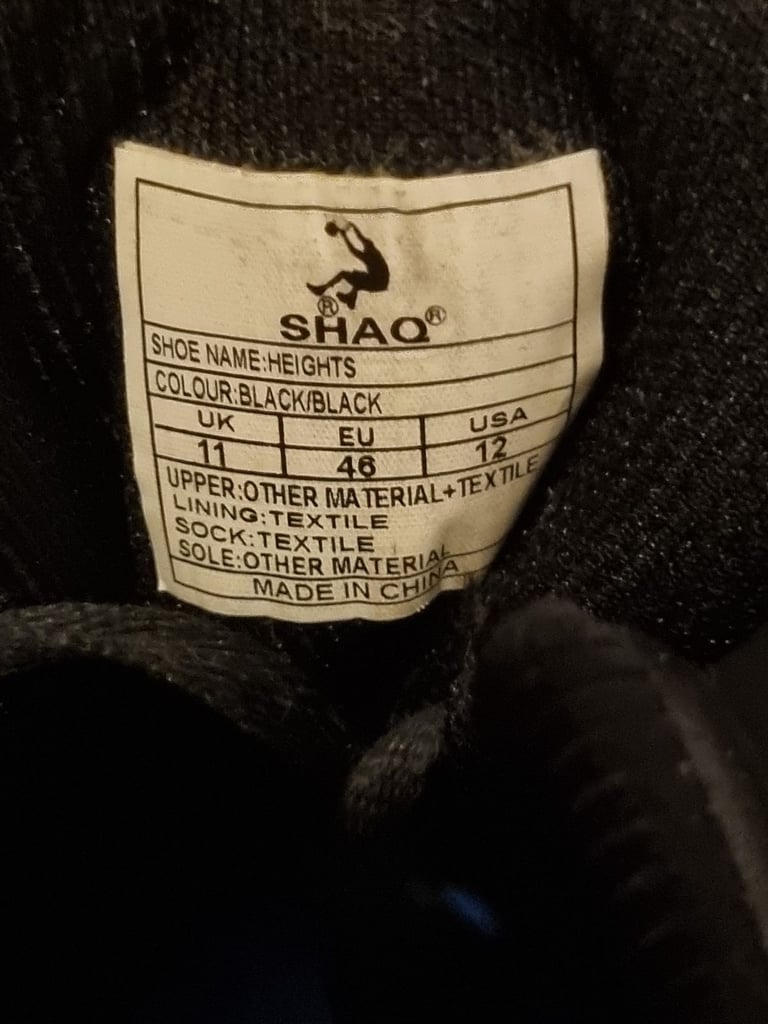 ®
SHAQ®
SHOE NAME:HEIGHTS
COLOUR:BLACK/BLACK
UK EU USA
11 46 12
UPPER:OTHER MATERIAL+TEXTILE
LINING:TEXTILE
SOCK:TEXTILE
SOLE:OTHER MATERIAL
MADE IN CHINA